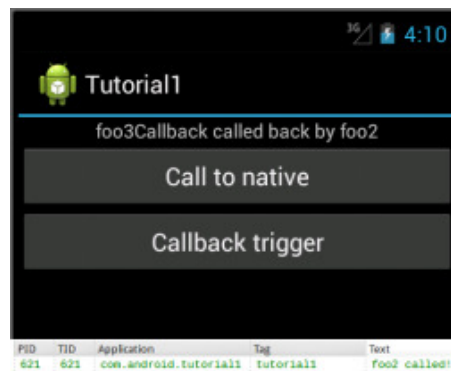 3G 4:10
Tutorial1
foo3Callback called back by foo2
Call to native
Callback trigger
PID TID Application Tag Text
621 621 com.android.tutorial1 tutorial1 foo2 called!